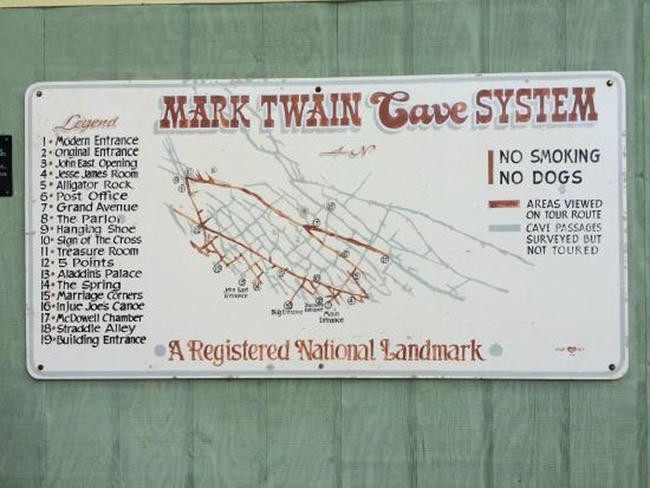 MARK TWAIN Cave SYSTEM
Legend
1 • Modern Entrance
2 • Original Entrance
3 • John East Opening
4 • Jesse James Room
5 • Alligator Rock
6 • Post Office
7 • Grand Avenue
8 • The Parlor
9 • Hanging Shoe
10 • Sign of The Cross
11 • Treasure Room
12 • 5 Points
13 • Aladdin's Palace
14 • The Spring
15 • Marriage Corners
16 • Injue Joe's Canoe
17 • McDowell Chamber
18 • Straddle Alley
19 • Building Entrance
N
NO SMOKING
NO DOGS
AREAS VIEWED
ON TOUR ROUTE
CAVE PASSAGES
SURVEYED BUT
NOT TOURED
John East
Entrance
Entrance
Main
Entrance
A Registered National Landmark